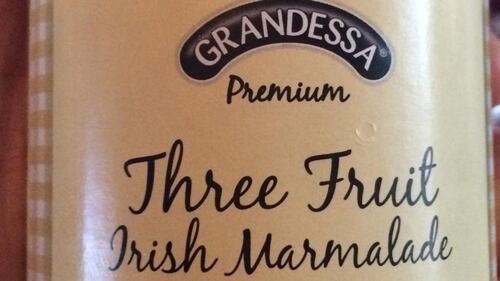 GRANDESSA
Premium
Three Fruit
Irish Marmalade